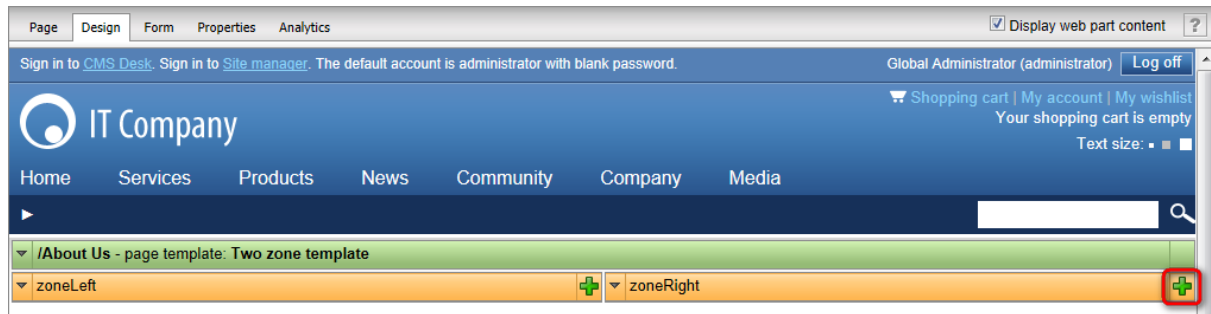 Page Design Form Properties Analytics Display web part content ?
Sign in to CMS Desk. Sign in to Site manager. The default account is administrator with blank password. Global Administrator (administrator) Log off
Shopping cart | My account | My wishlist
IT Company
Your shopping cart is empty
Text size:
Home Services Products News Community Company Media
/About Us - page template: Two zone template
zoneLeft zoneRight